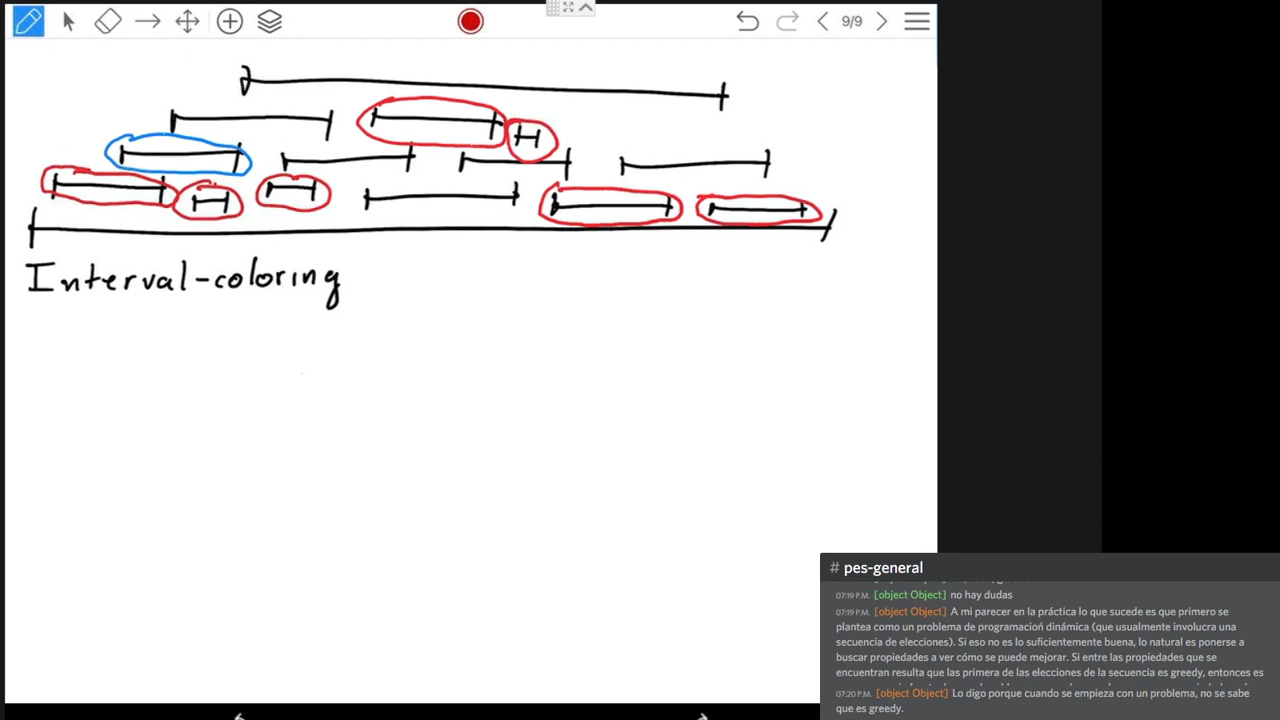 9/9
Interval-coloring
# pes-general
07:19 P.M. [object Object] no hay dudas
07:19 P.M. [object Object] A mi parecer en la práctica lo que sucede es que primero se
plantea como un problema de programacioń dinámica (que usualmente involucra una
secuencia de elecciones). Si eso no es lo suficientemente buena, lo natural es ponerse a
buscar propiedades a ver cómo se puede mejorar. Si entre las propiedades que se
encuentran resulta que las primera de las elecciones de la secuencia es greedy, entonces es
07:20 P.M. [object Object] Lo digo porque cuando se empieza con un problema, no se sabe
que es greedy.